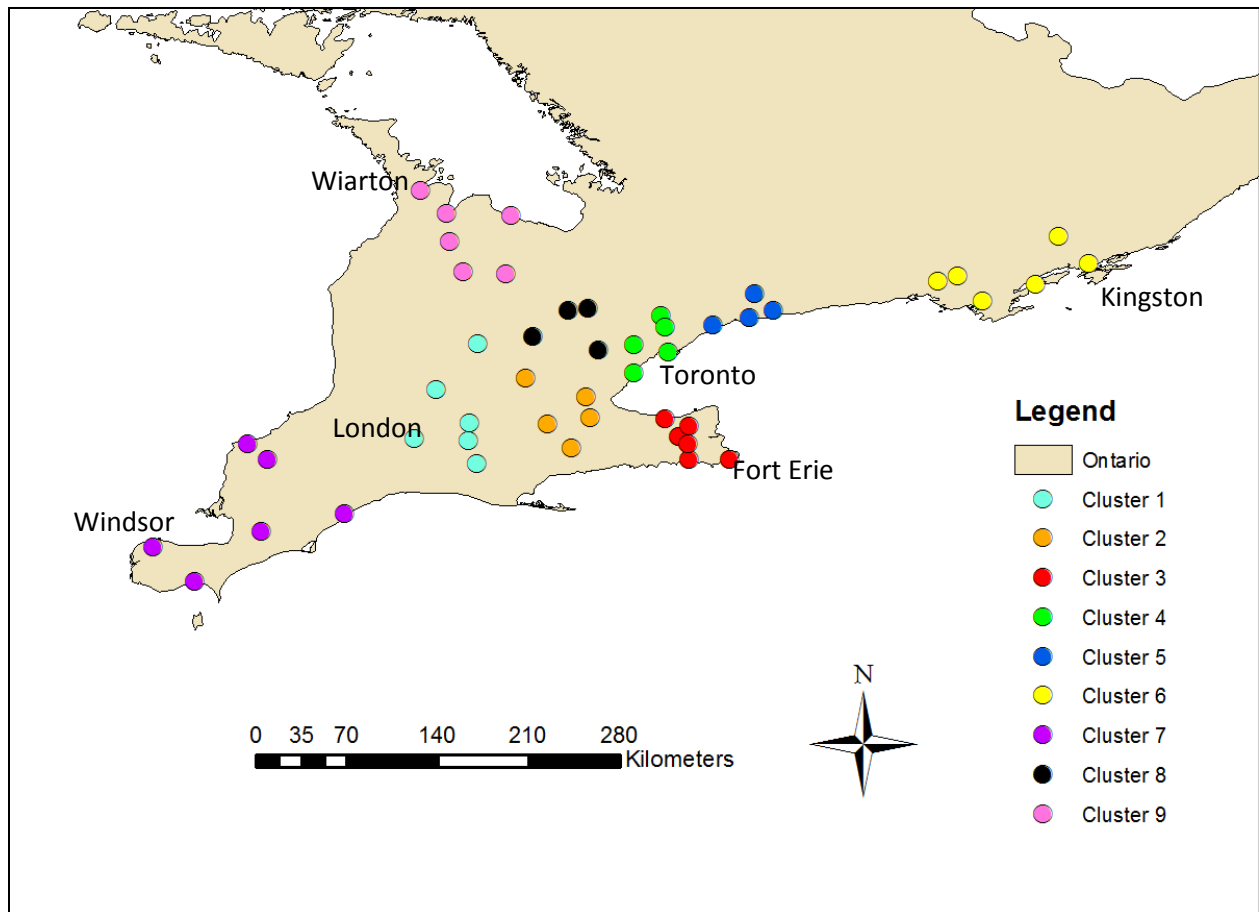 Wiarton
Kingston
Toronto
London
Fort Erie
Windsor
Legend
Ontario
Cluster 1
Cluster 2
Cluster 3
Cluster 4
Cluster 5
Cluster 6
Cluster 7
Cluster 8
Cluster 9
N
0 35 70 140 210 280
Kilometers